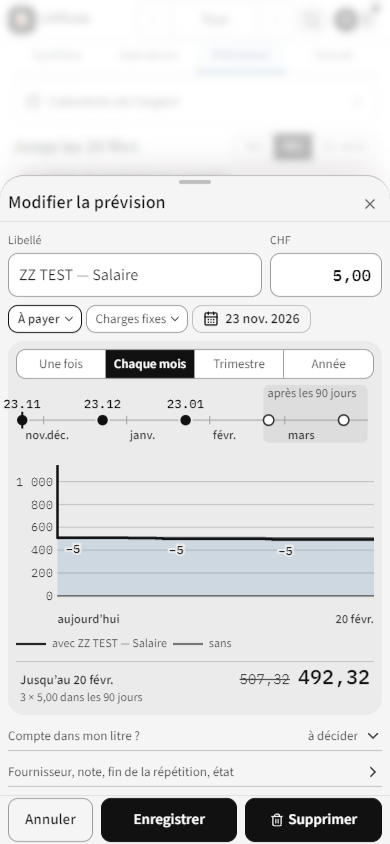 Modifier la prévision
Libellé
CHF
ZZ TEST — Salaire
5,00
À payer
Charges fixes
23 nov. 2026
Une fois
Chaque mois
Trimestre
Année
après les 90 jours
23.11
23.12
23.01
nov.
déc.
janv.
févr.
mars
1 000
800
600
400
200
0
−5
−5
−5
aujourd’hui
20 févr.
avec ZZ TEST — Salaire
sans
Jusqu’au 20 févr.
507,32
492,32
3 × 5,00 dans les 90 jours
Compte dans mon litre ?
à décider
Fournisseur, note, fin de la répétition, état
Annuler
Enregistrer
Supprimer